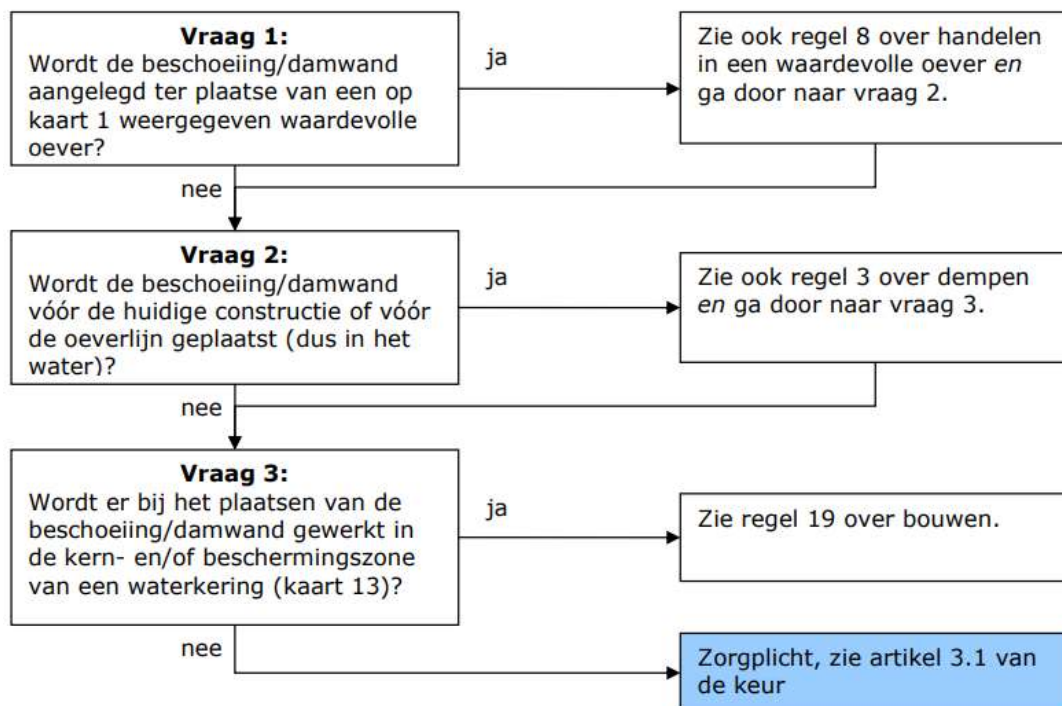 Vraag 1:
Wordt de beschoeiing/damwand
aangelegd ter plaatse van een op
kaart 1 weergegeven waardevolle
oever?
ja
Zie ook regel 8 over handelen
in een waardevolle oever en
ga door naar vraag 2.
nee
Vraag 2:
Wordt de beschoeiing/damwand
vóór de huidige constructie of vóór
de oeverlijn geplaatst (dus in het
water)?
ja
Zie ook regel 3 over dempen
en ga door naar vraag 3.
nee
Vraag 3:
Wordt er bij het plaatsen van de
beschoeiing/damwand gewerkt in
de kern- en/of beschermingszone
van een waterkering (kaart 13)?
ja
Zie regel 19 over bouwen.
nee
Zorgplicht, zie artikel 3.1 van
de keur